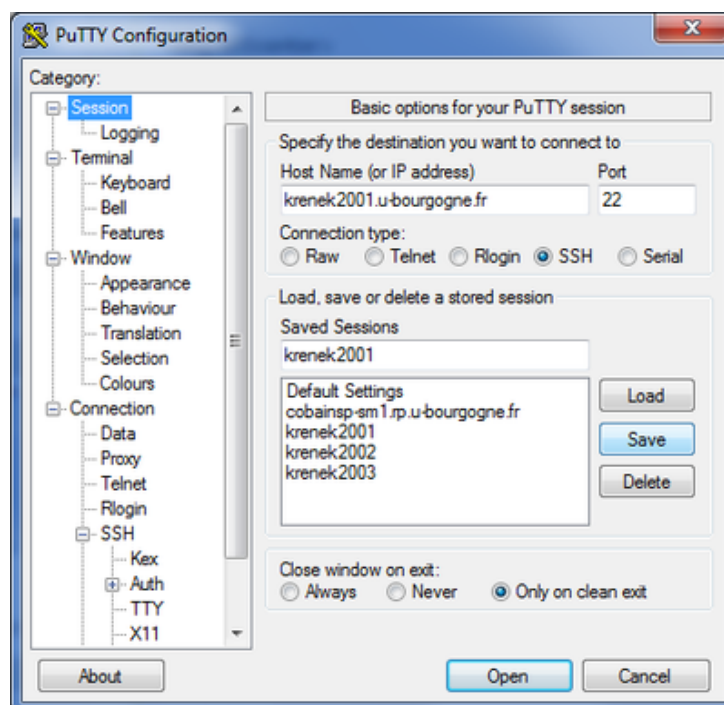 PuTTY Configuration
Category:
Session
Logging
Terminal
Keyboard
Bell
Features
Window
Appearance
Behaviour
Translation
Selection
Colours
Connection
Data
Proxy
Telnet
Rlogin
SSH
Kex
Auth
TTY
X11
Basic options for your PuTTY session
Specify the destination you want to connect to
Host Name (or IP address) Port
krenek2001.u-bourgogne.fr 22
Connection type:
Raw Telnet Rlogin SSH Serial
Load, save or delete a stored session
Saved Sessions
krenek2001
Default Settings
cobainsp-sm1.rp.u-bourgogne.fr
krenek2001
krenek2002
krenek2003
Load
Save
Delete
Close window on exit:
Always Never Only on clean exit
About Open Cancel